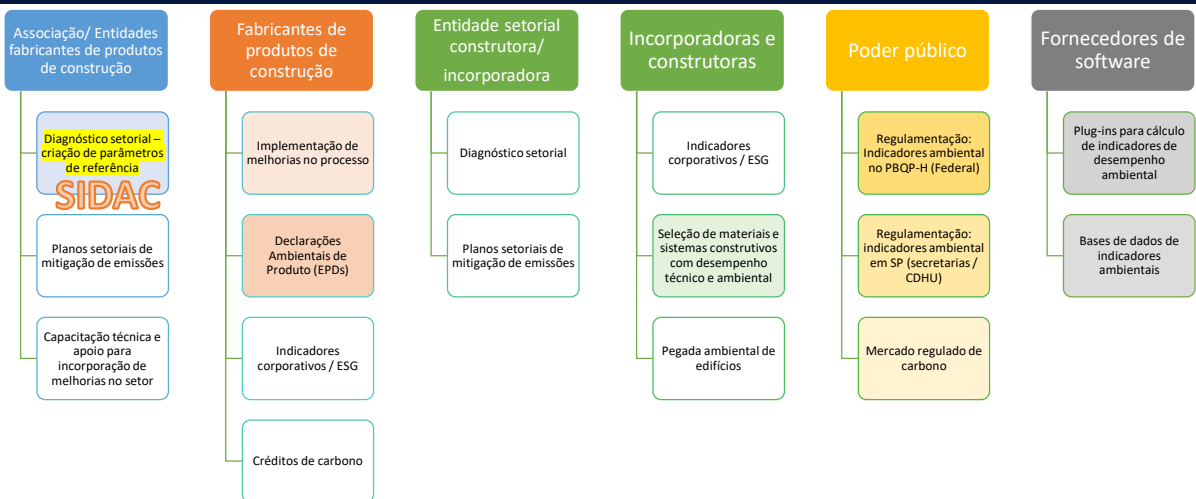 Associação/ Entidades
fabricantes de produtos
de construção
Diagnóstico setorial –
criação de parâmetros
de referência
SIDAC
Planos setoriais de
mitigação de emissões
Capacitação técnica e
apoio para
incorporação de
melhorias no setor
Fabricantes de
produtos de
construção
Implementação de
melhorias no processo
Declarações
Ambientais de
Produto (EPDs)
Indicadores
corporativos / ESG
Créditos de carbono
Entidade setorial
construtora/
incorporadora
Diagnóstico setorial
Planos setoriais de
mitigação de emissões
Incorporadoras e
construtoras
Indicadores
corporativos / ESG
Seleção de materiais e
sistemas construtivos
com desempenho
técnico e ambiental
Pegada ambiental de
edifícios
Poder público
Regulamentação:
Indicadores ambiental
no PBQP-H (Federal)
Regulamentação:
indicadores ambiental
em SP (secretarias /
CDHU)
Mercado regulado de
carbono
Fornecedores de
software
Plug-ins para cálculo
de indicadores de
desempenho
ambiental
Bases de dados de
indicadores
ambientais